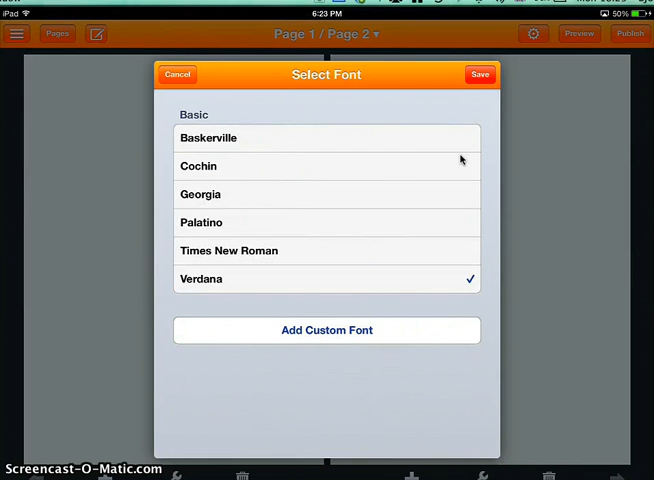 iPad 6:23 PM 50%
Pages Page 1 / Page 2 ▾ Preview Publish
Cancel Select Font Save
Basic
Baskerville
Cochin
Georgia
Palatino
Times New Roman
Verdana ✓
Add Custom Font
Screencast-O-Matic.com